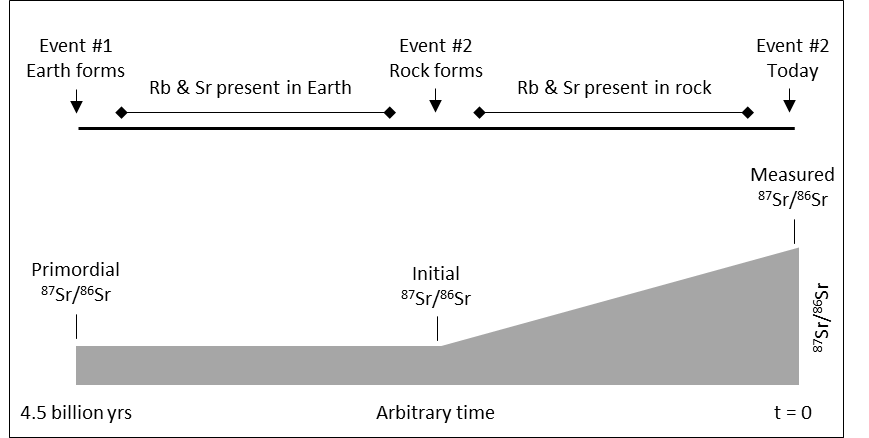 Event #1
Earth forms
Event #2
Rock forms
Event #2
Today
Rb & Sr present in Earth
Rb & Sr present in rock
Measured
⁸⁷Sr/⁸⁶Sr
Primordial
⁸⁷Sr/⁸⁶Sr
Initial
⁸⁷Sr/⁸⁶Sr
⁸⁷Sr/⁸⁶Sr
4.5 billion yrs
Arbitrary time
t = 0